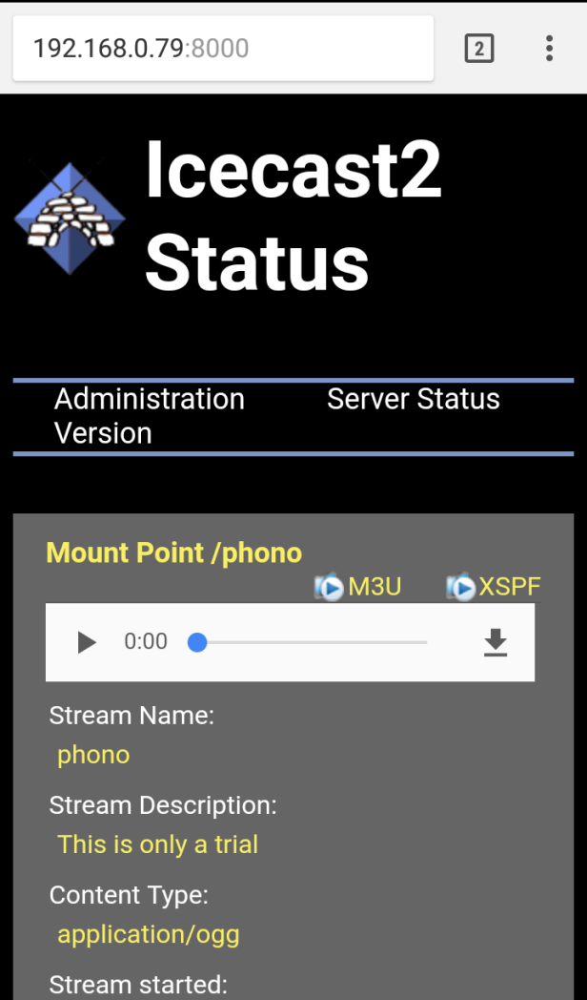 192.168.0.79:8000
2
Icecast2
Status
Administration Server Status
Version
Mount Point /phono
M3U XSPF
0:00
Stream Name:
phono
Stream Description:
This is only a trial
Content Type:
application/ogg
Stream started: